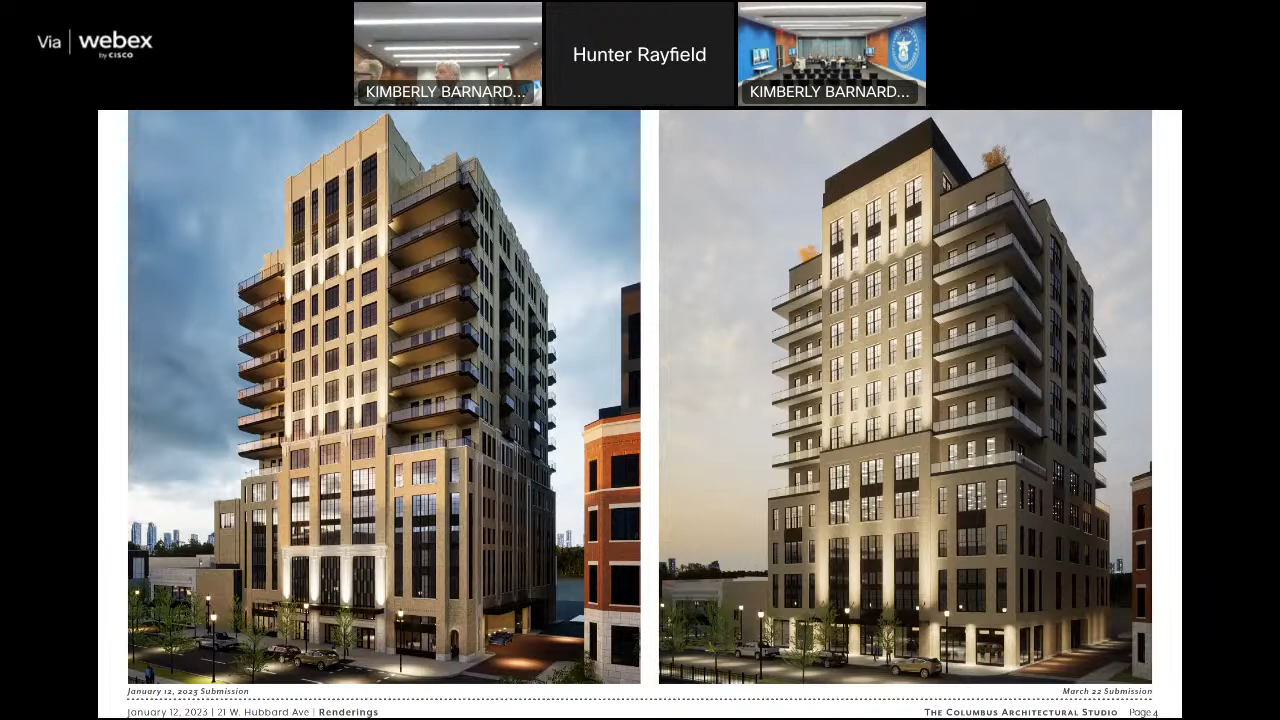 Via webex
by CISCO
KIMBERLY BARNARD...
Hunter Rayfield
KIMBERLY BARNARD...
January 12, 2023 Submission
March 22 Submission
January 12, 2023 | 21 W. Hubbard Ave | Renderings
THE COLUMBUS ARCHITECTURAL STUDIO Page 4